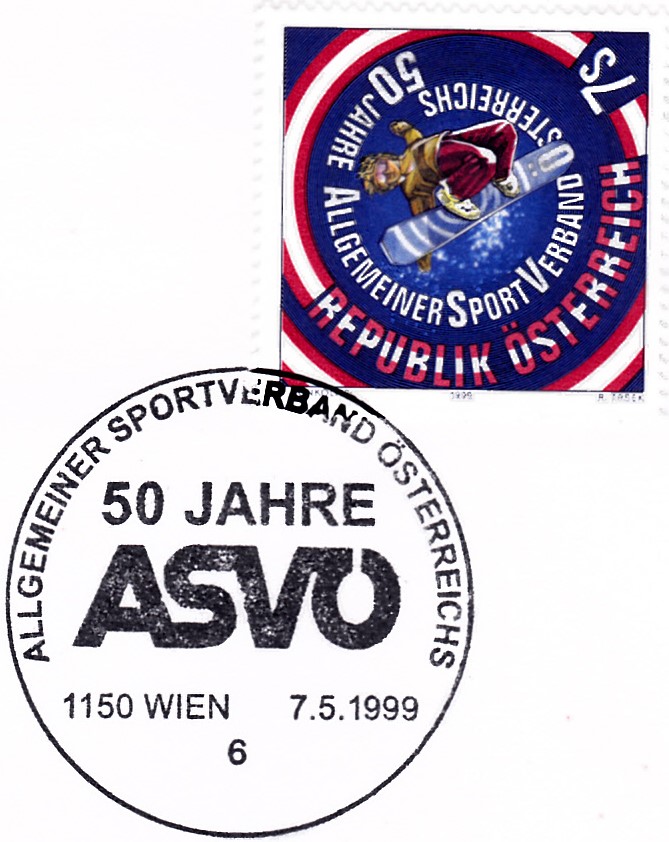 7S
50 JAHRE ALLGEMEINER SPORTVERBAND ÖSTERREICHS
REPUBLIK ÖSTERREICH
1999
ALLGEMEINER SPORTVERBAND ÖSTERREICHS
50 JAHRE
ASVÖ
1150 WIEN 7.5.1999
6